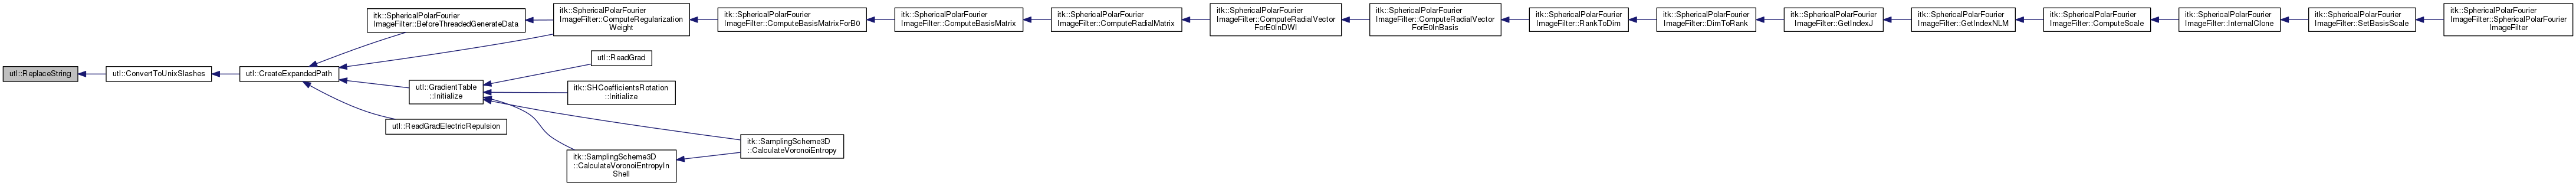 utl::ReplaceString
utl::ConvertToUnixSlashes
utl::CreateExpandedPath
itk::SphericalPolarFourier
ImageFilter::BeforeThreadedGenerateData
itk::SphericalPolarFourier
ImageFilter::ComputeRegularization
Weight
itk::SphericalPolarFourier
ImageFilter::ComputeBasisMatrixForB0
itk::SphericalPolarFourier
ImageFilter::ComputeBasisMatrix
itk::SphericalPolarFourier
ImageFilter::ComputeRadialMatrix
itk::SphericalPolarFourier
ImageFilter::ComputeRadialVector
ForE0InDWI
itk::SphericalPolarFourier
ImageFilter::ComputeRadialVector
ForE0InBasis
itk::SphericalPolarFourier
ImageFilter::RankToDim
itk::SphericalPolarFourier
ImageFilter::DimToRank
itk::SphericalPolarFourier
ImageFilter::GetIndexJ
itk::SphericalPolarFourier
ImageFilter::GetIndexNLM
itk::SphericalPolarFourier
ImageFilter::ComputeScale
itk::SphericalPolarFourier
ImageFilter::InternalClone
itk::SphericalPolarFourier
ImageFilter::SetBasisScale
itk::SphericalPolarFourier
ImageFilter::SphericalPolarFourier
ImageFilter
utl::GradientTable
::Initialize
utl::ReadGrad
itk::SHCoefficientsRotation
::Initialize
utl::ReadGradElectricRepulsion
itk::SamplingScheme3D
::CalculateVoronoiEntropyIn
Shell
itk::SamplingScheme3D
::CalculateVoronoiEntropy